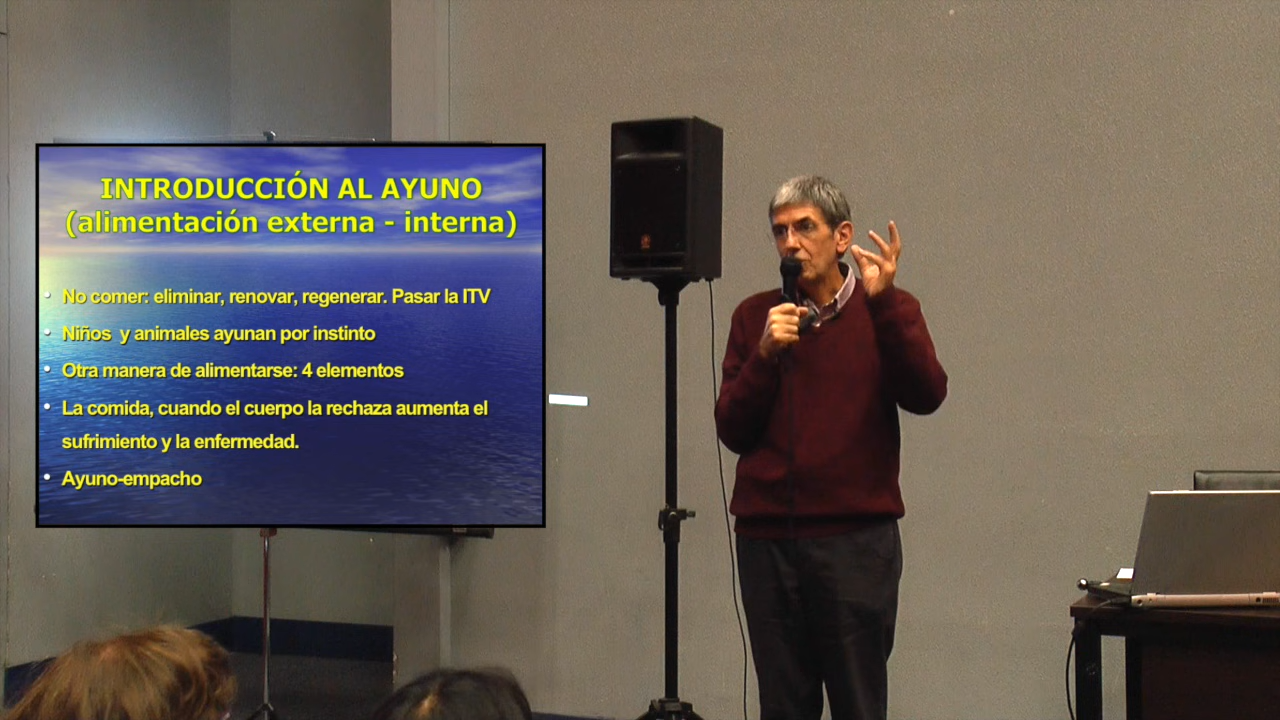 INTRODUCCIÓN AL AYUNO
(alimentación externa - interna)
• No comer: eliminar, renovar, regenerar. Pasar la ITV
• Niños y animales ayunan por instinto
• Otra manera de alimentarse: 4 elementos
• La comida, cuando el cuerpo la rechaza aumenta el
sufrimiento y la enfermedad.
• Ayuno-empacho